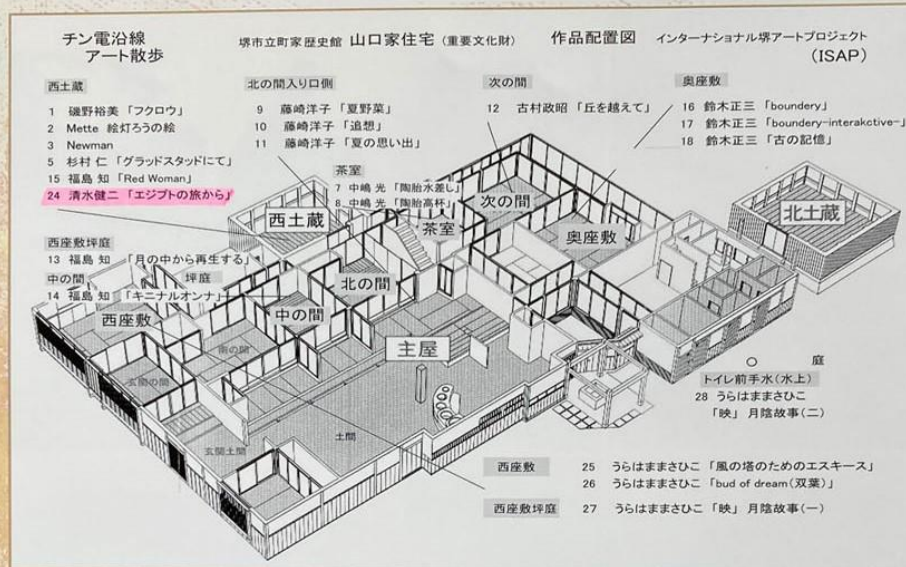 チン電沿線
アート散歩
堺市立町家歴史館 山口家住宅 (重要文化財)
作品配置図
インターナショナル堺アートプロジェクト
(ISAP)
西土蔵
1 磯野裕美「フクロウ」
2 Mette 絵灯ろうの絵
3 Newman
5 杉村 仁「グラッドスタッドにて」
15 福島 知「Red Woman」
24 清水健二「エジプトの旅から」
北の間入り口側
9 藤崎洋子「夏野菜」
10 藤崎洋子「追想」
11 藤崎洋子「夏の思い出」
茶室
7 中嶋 光「陶胎水差し」
8 中嶋 光「陶胎高杯」
次の間
12 古村政昭「丘を越えて」
奥座敷
16 鈴木正三「boundery」
17 鈴木正三「boundery-interakctive-」
18 鈴木正三「古の記憶」
西座敷坪庭
13 福島 知 「月の中から再生する」
中の間
14 福島 知「キニナルオンナ」
坪庭
西土蔵
茶室
次の間
奥座敷
北土蔵
北の間
中の間
西座敷
南の間
主屋
玄関の間
玄関土間
土間
庭
トイレ前手水(水上)
28 うらはままさひこ
「映」月陰故事(二)
西座敷
25 うらはままさひこ「風の塔のためのエスキース」
26 うらはままさひこ「bud of dream(双葉)」
西座敷坪庭
27 うらはままさひこ「映」月陰故事(一)